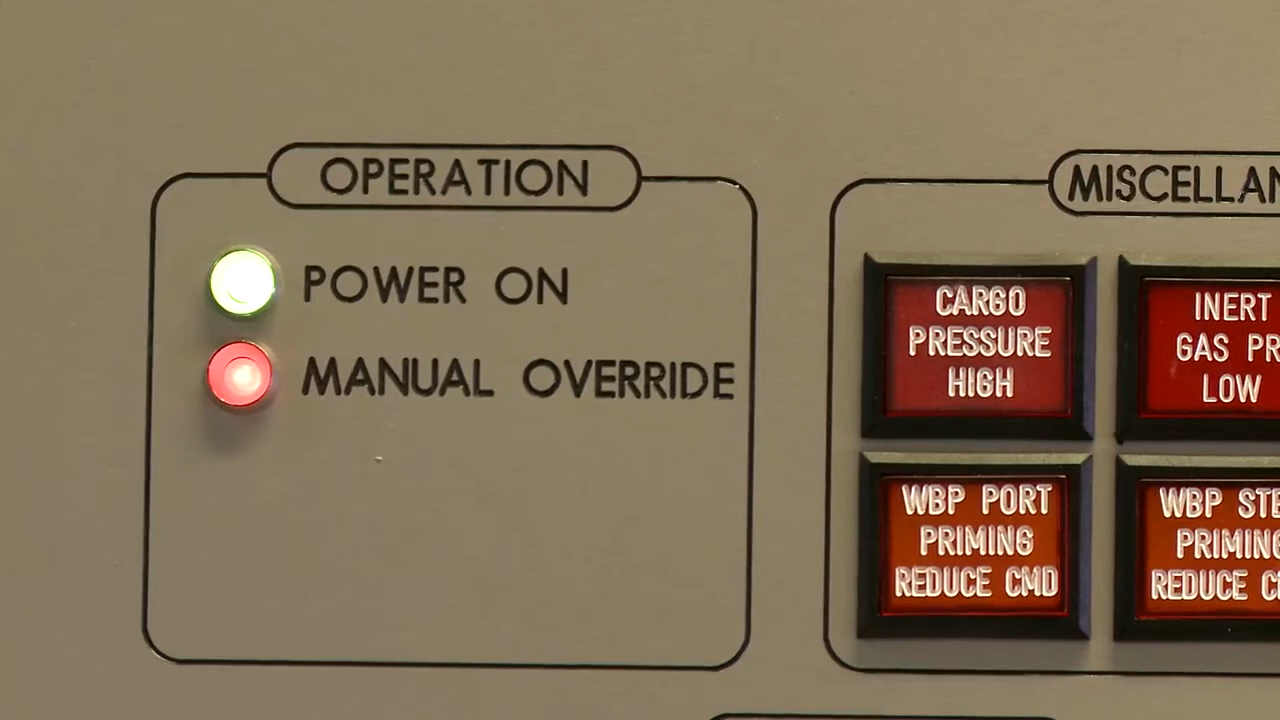 OPERATION
POWER ON
MANUAL OVERRIDE
MISCELLAN
CARGO
PRESSURE
HIGH
INERT
GAS PR
LOW
WBP PORT
PRIMING
REDUCE CMD
WBP STB
PRIMING
REDUCE